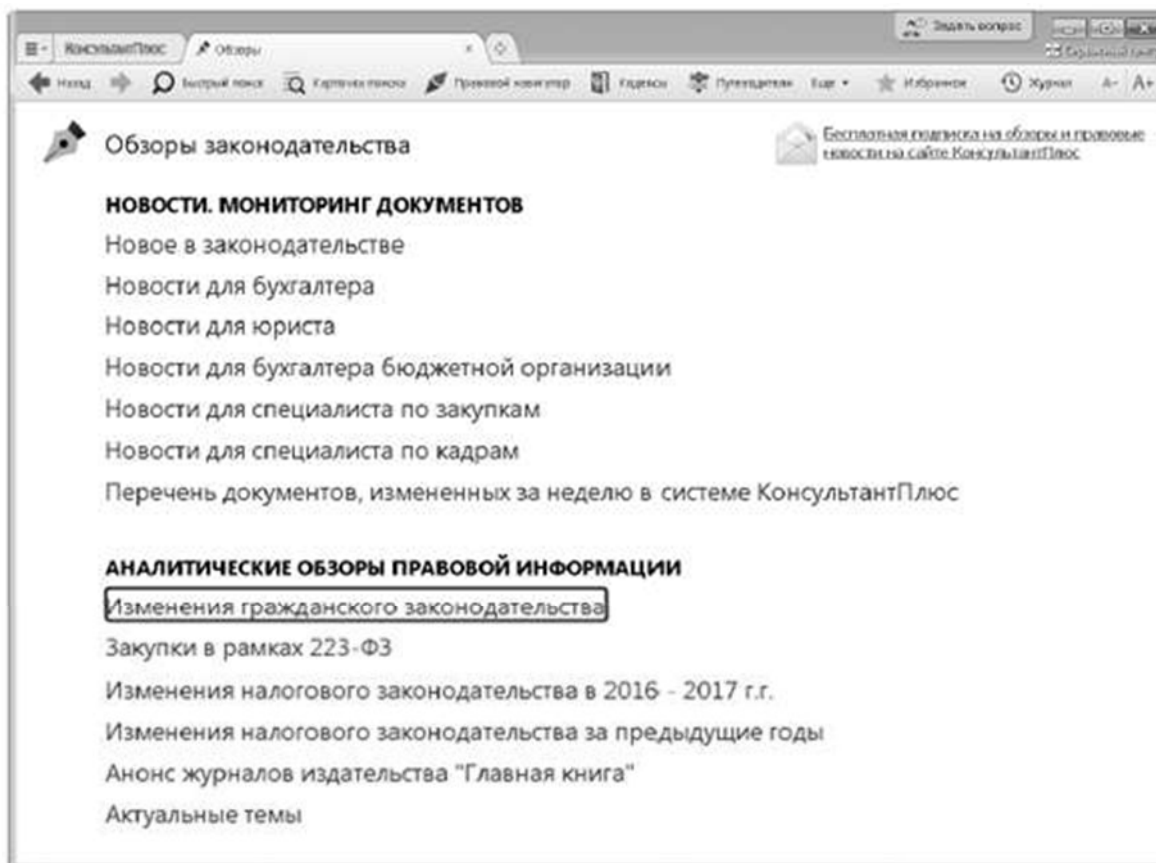 Задать вопрос
КонсультантПлюс Обзоры
Назад Быстрый поиск Карточка поиска Правовой навигатор Кодексы Путеводители Еще Избранное Журнал A- A+
Обзоры законодательства
Бесплатная подписка на обзоры и правовые
новости на сайте КонсультантПлюс
НОВОСТИ. МОНИТОРИНГ ДОКУМЕНТОВ
Новое в законодательстве
Новости для бухгалтера
Новости для юриста
Новости для бухгалтера бюджетной организации
Новости для специалиста по закупкам
Новости для специалиста по кадрам
Перечень документов, измененных за неделю в системе КонсультантПлюс
АНАЛИТИЧЕСКИЕ ОБЗОРЫ ПРАВОВОЙ ИНФОРМАЦИИ
Изменения гражданского законодательства
Закупки в рамках 223-ФЗ
Изменения налогового законодательства в 2016 - 2017 г.г.
Изменения налогового законодательства за предыдущие годы
Анонс журналов издательства "Главная книга"
Актуальные темы